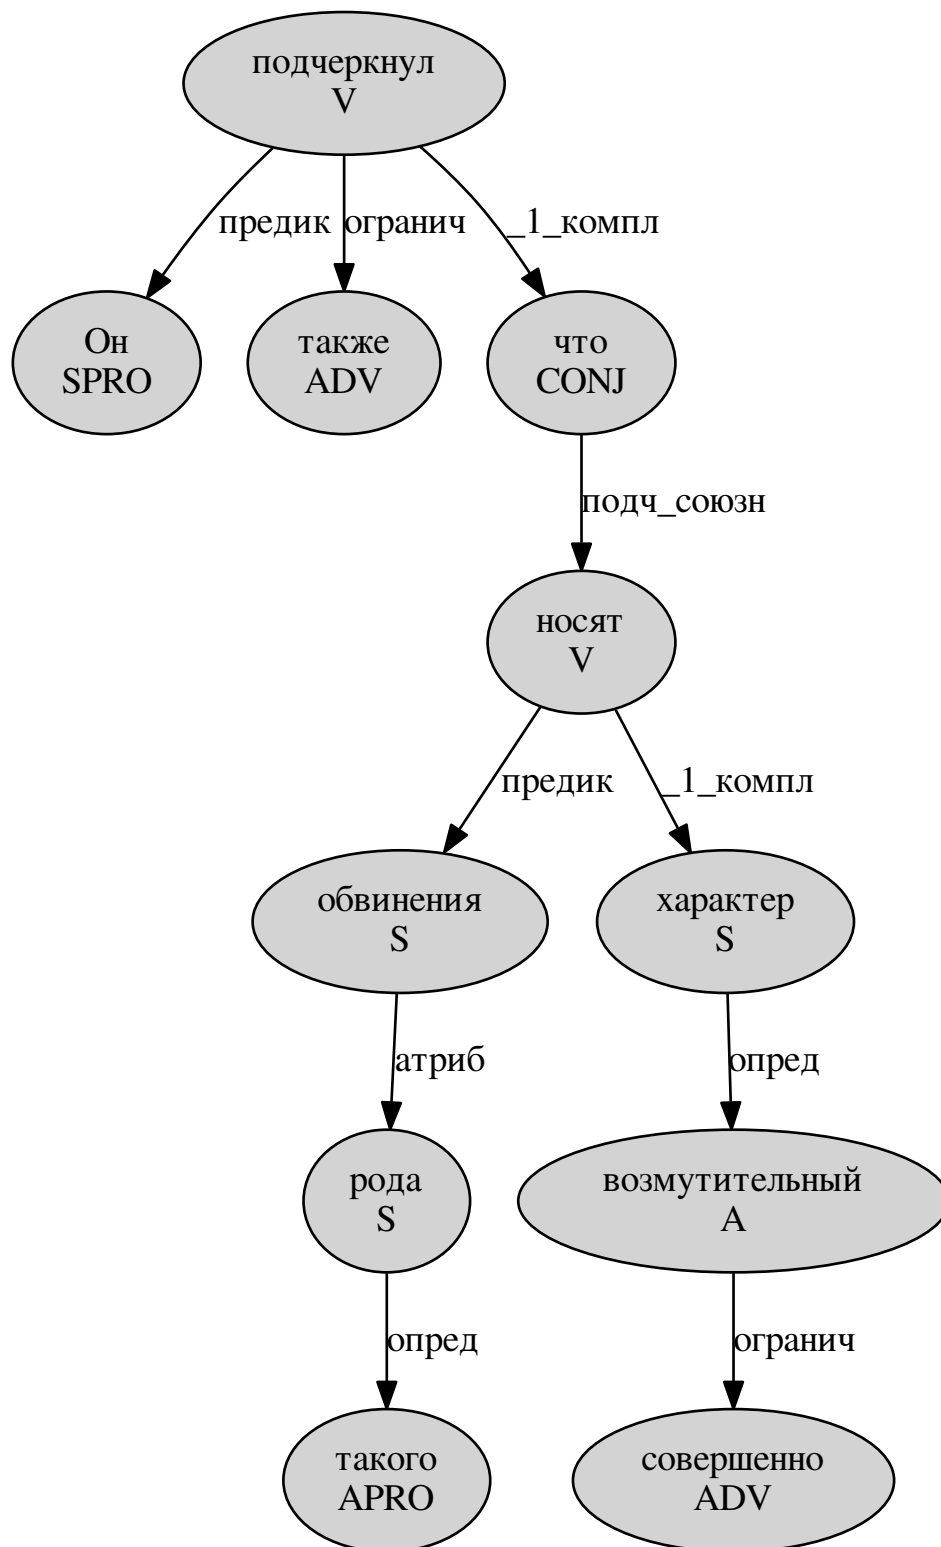 подчеркнул
V
предик
огранич
_1_компл
Он
SPRO
также
ADV
что
CONJ
подч_союзн
носят
V
предик
_1_компл
обвинения
S
характер
S
атриб
опред
рода
S
возмутительный
A
опред
огранич
такого
APRO
совершенно
ADV